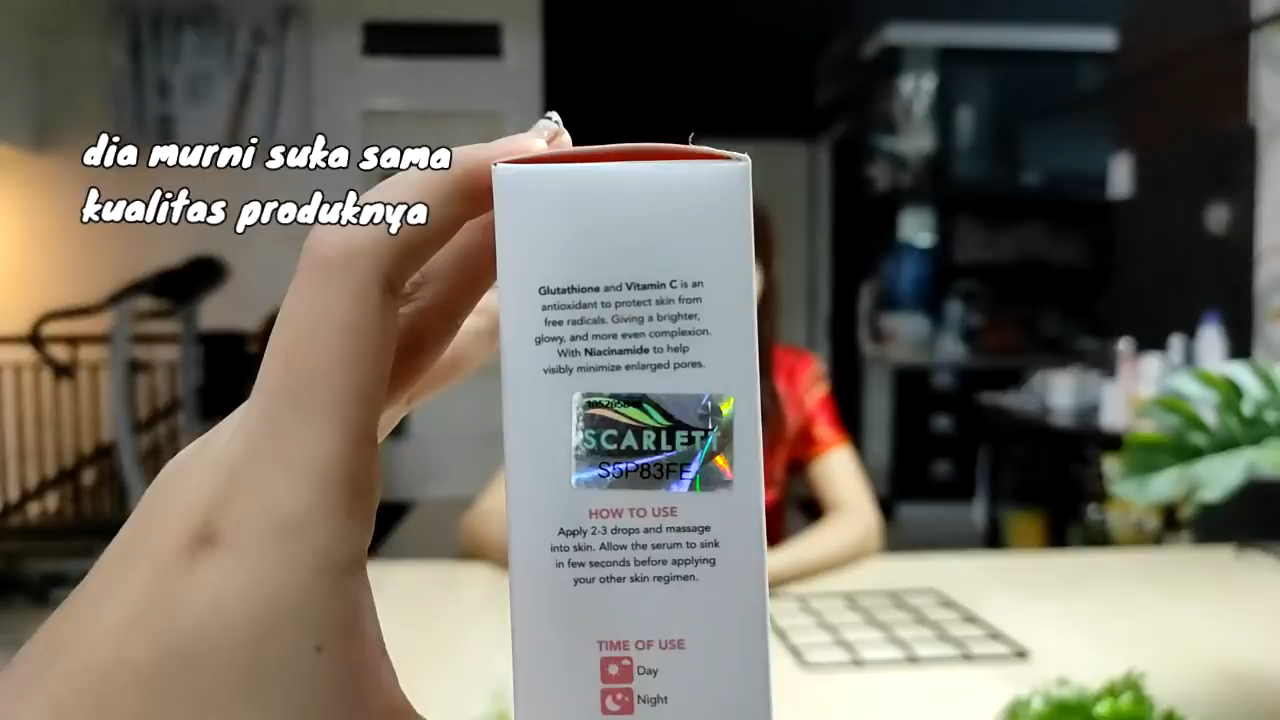 dia murni suka sama
kualitas produknya
Glutathione and Vitamin C is an
antioxidant to protect skin from
free radicals. Giving a brighter,
glowy, and more even complexion.
With Niacinamide to help
visibly minimize enlarged pores.
SCARLETT
S5P83FE
HOW TO USE
Apply 2-3 drops and massage
into skin. Allow the serum to sink
in few seconds before applying
your other skin regimen.
TIME OF USE
Day
Night